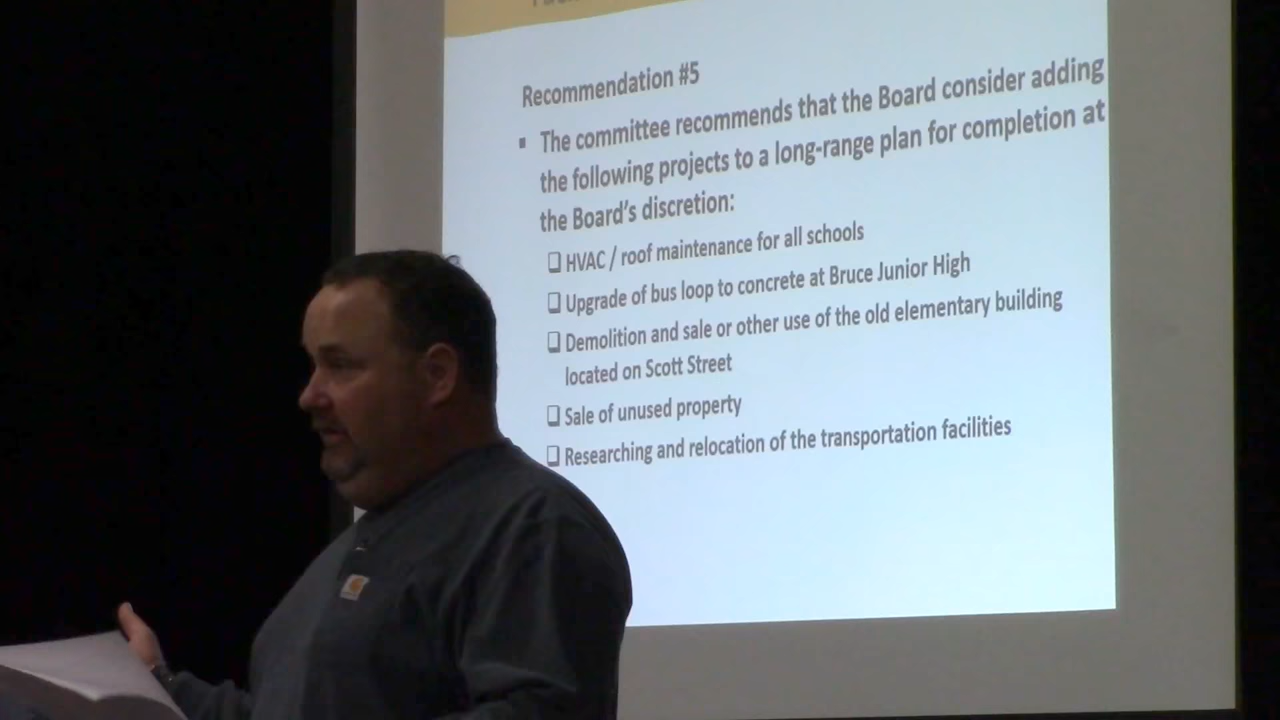 Recommendation #5
▪ The committee recommends that the Board consider adding
the following projects to a long-range plan for completion at
the Board's discretion:
❑ HVAC / roof maintenance for all schools
❑ Upgrade of bus loop to concrete at Bruce Junior High
❑ Demolition and sale or other use of the old elementary building
located on Scott Street
❑ Sale of unused property
❑ Researching and relocation of the transportation facilities